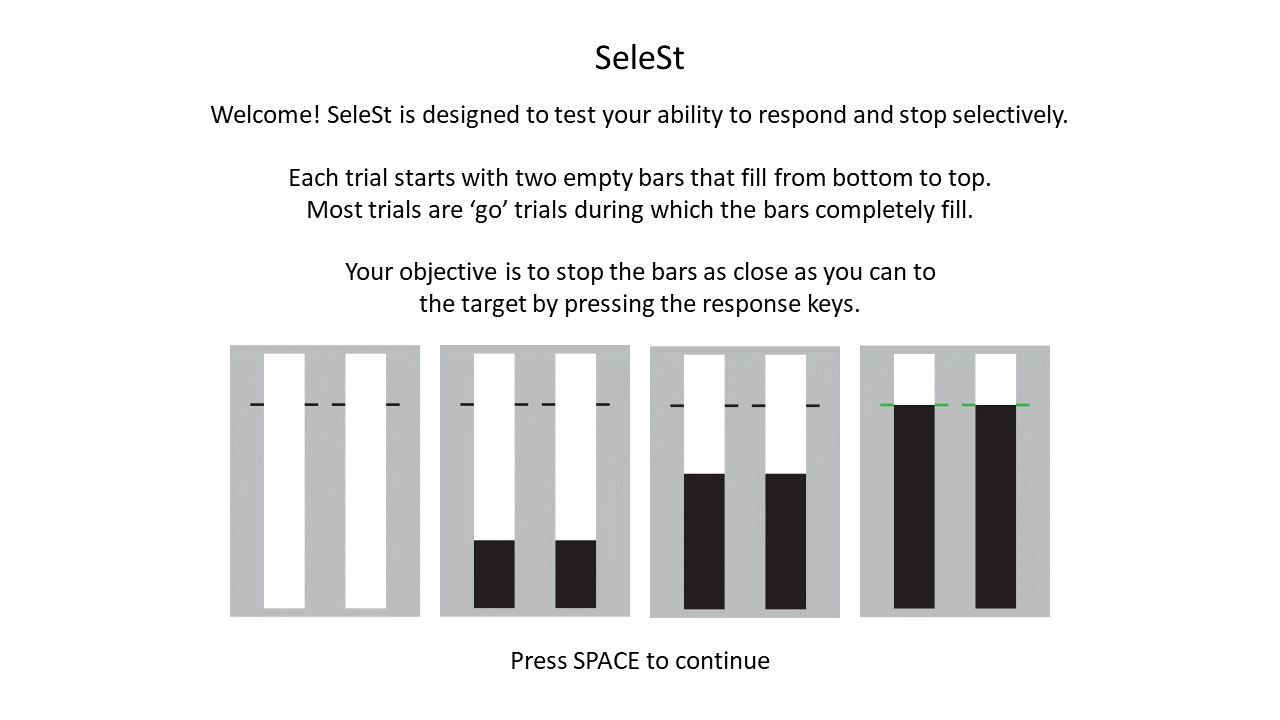 SeleSt
Welcome! SeleSt is designed to test your ability to respond and stop selectively.
Each trial starts with two empty bars that fill from bottom to top.
Most trials are ‘go’ trials during which the bars completely fill.
Your objective is to stop the bars as close as you can to
the target by pressing the response keys.
Press SPACE to continue